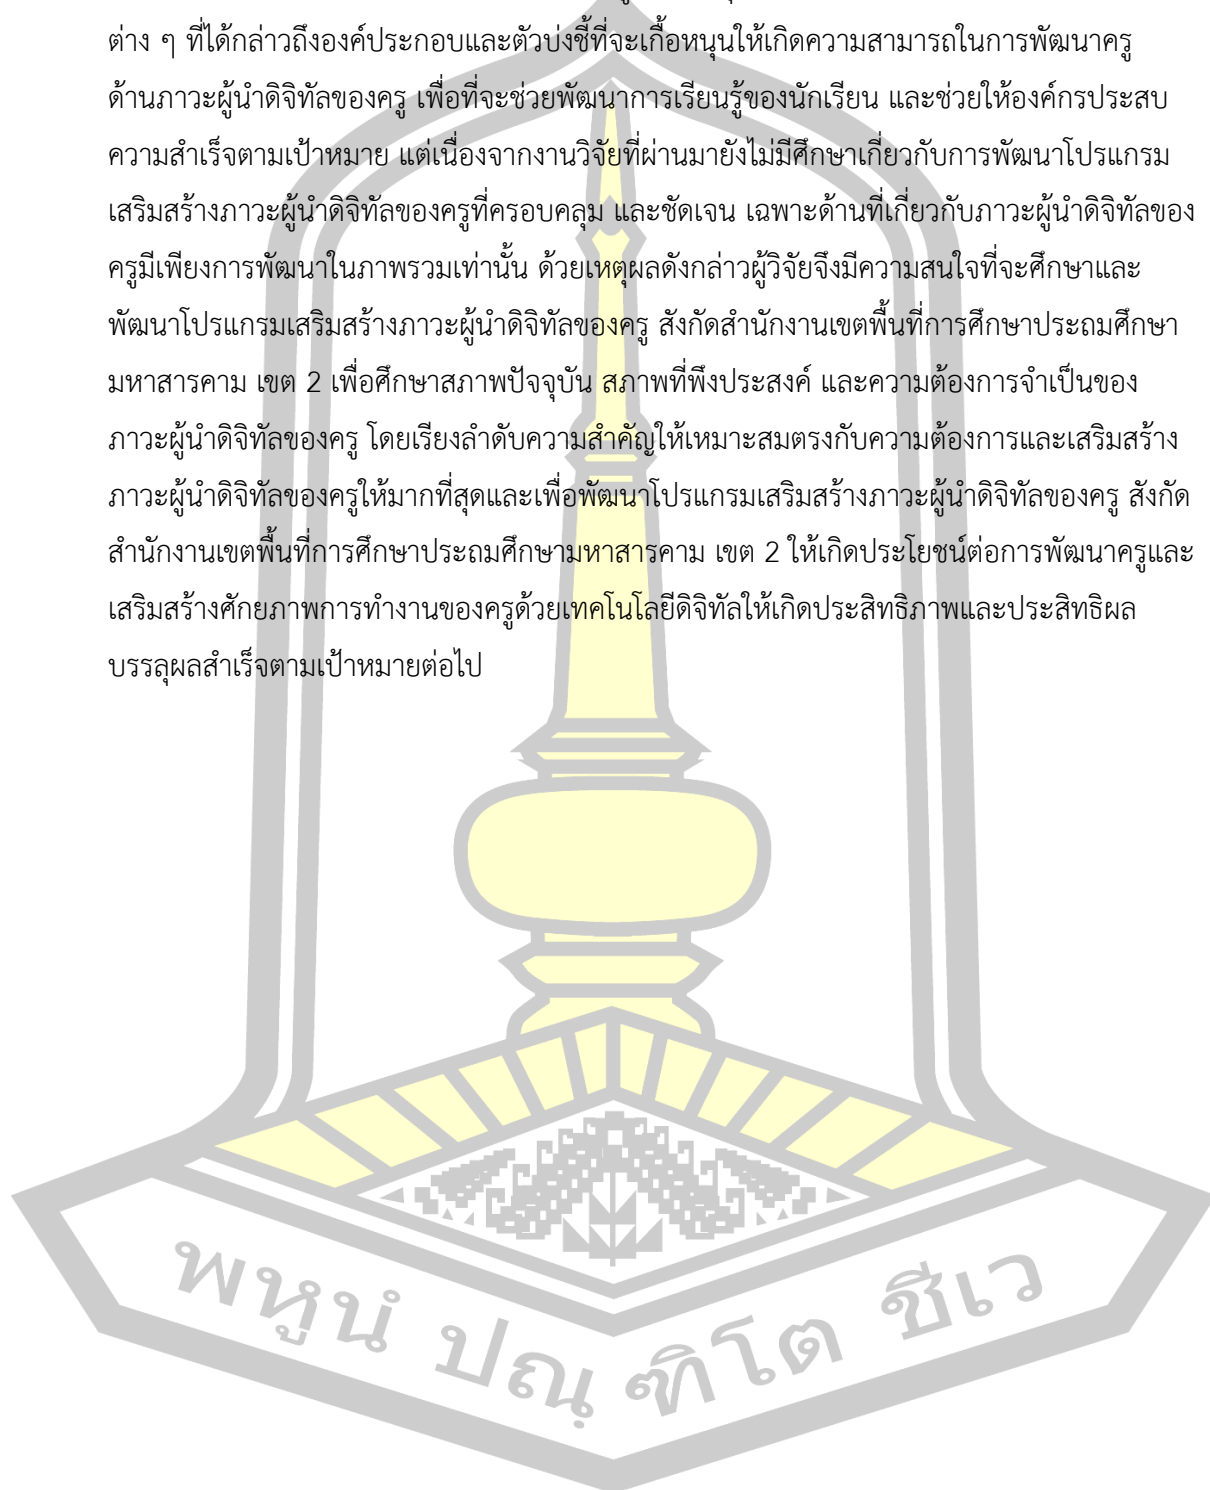 ต่าง ๆ ที่ได้กล่าวถึงองค์ประกอบและตัวบ่งชี้ที่จะเกื้อหนุนให้เกิดความสามารถในการพัฒนาครู
ด้านภาวะผู้นำดิจิทัลของครู เพื่อที่จะช่วยพัฒนาการเรียนรู้ของนักเรียน และช่วยให้องค์กรประสบ
ความสำเร็จตามเป้าหมาย แต่เนื่องจากงานวิจัยที่ผ่านมายังไม่มีศึกษาเกี่ยวกับการพัฒนาโปรแกรม
เสริมสร้างภาวะผู้นำดิจิทัลของครูที่ครอบคลุม และชัดเจน เฉพาะด้านที่เกี่ยวกับภาวะผู้นำดิจิทัลของ
ครูมีเพียงการพัฒนาในภาพรวมเท่านั้น ด้วยเหตุผลดังกล่าวผู้วิจัยจึงมีความสนใจที่จะศึกษาและ
พัฒนาโปรแกรมเสริมสร้างภาวะผู้นำดิจิทัลของครู สังกัดสำนักงานเขตพื้นที่การศึกษาประถมศึกษา
มหาสารคาม เขต 2 เพื่อศึกษาสภาพปัจจุบัน สภาพที่พึงประสงค์ และความต้องการจำเป็นของ
ภาวะผู้นำดิจิทัลของครู โดยเรียงลำดับความสำคัญให้เหมาะสมตรงกับความต้องการและเสริมสร้าง
ภาวะผู้นำดิจิทัลของครูให้มากที่สุดและเพื่อพัฒนาโปรแกรมเสริมสร้างภาวะผู้นำดิจิทัลของครู สังกัด
สำนักงานเขตพื้นที่การศึกษาประถมศึกษามหาสารคาม เขต 2 ให้เกิดประโยชน์ต่อการพัฒนาครูและ
เสริมสร้างศักยภาพการทำงานของครูด้วยเทคโนโลยีดิจิทัลให้เกิดประสิทธิภาพและประสิทธิผล
บรรลุผลสำเร็จตามเป้าหมายต่อไป
พหูนํ ปณฺฑิโต ชีเว